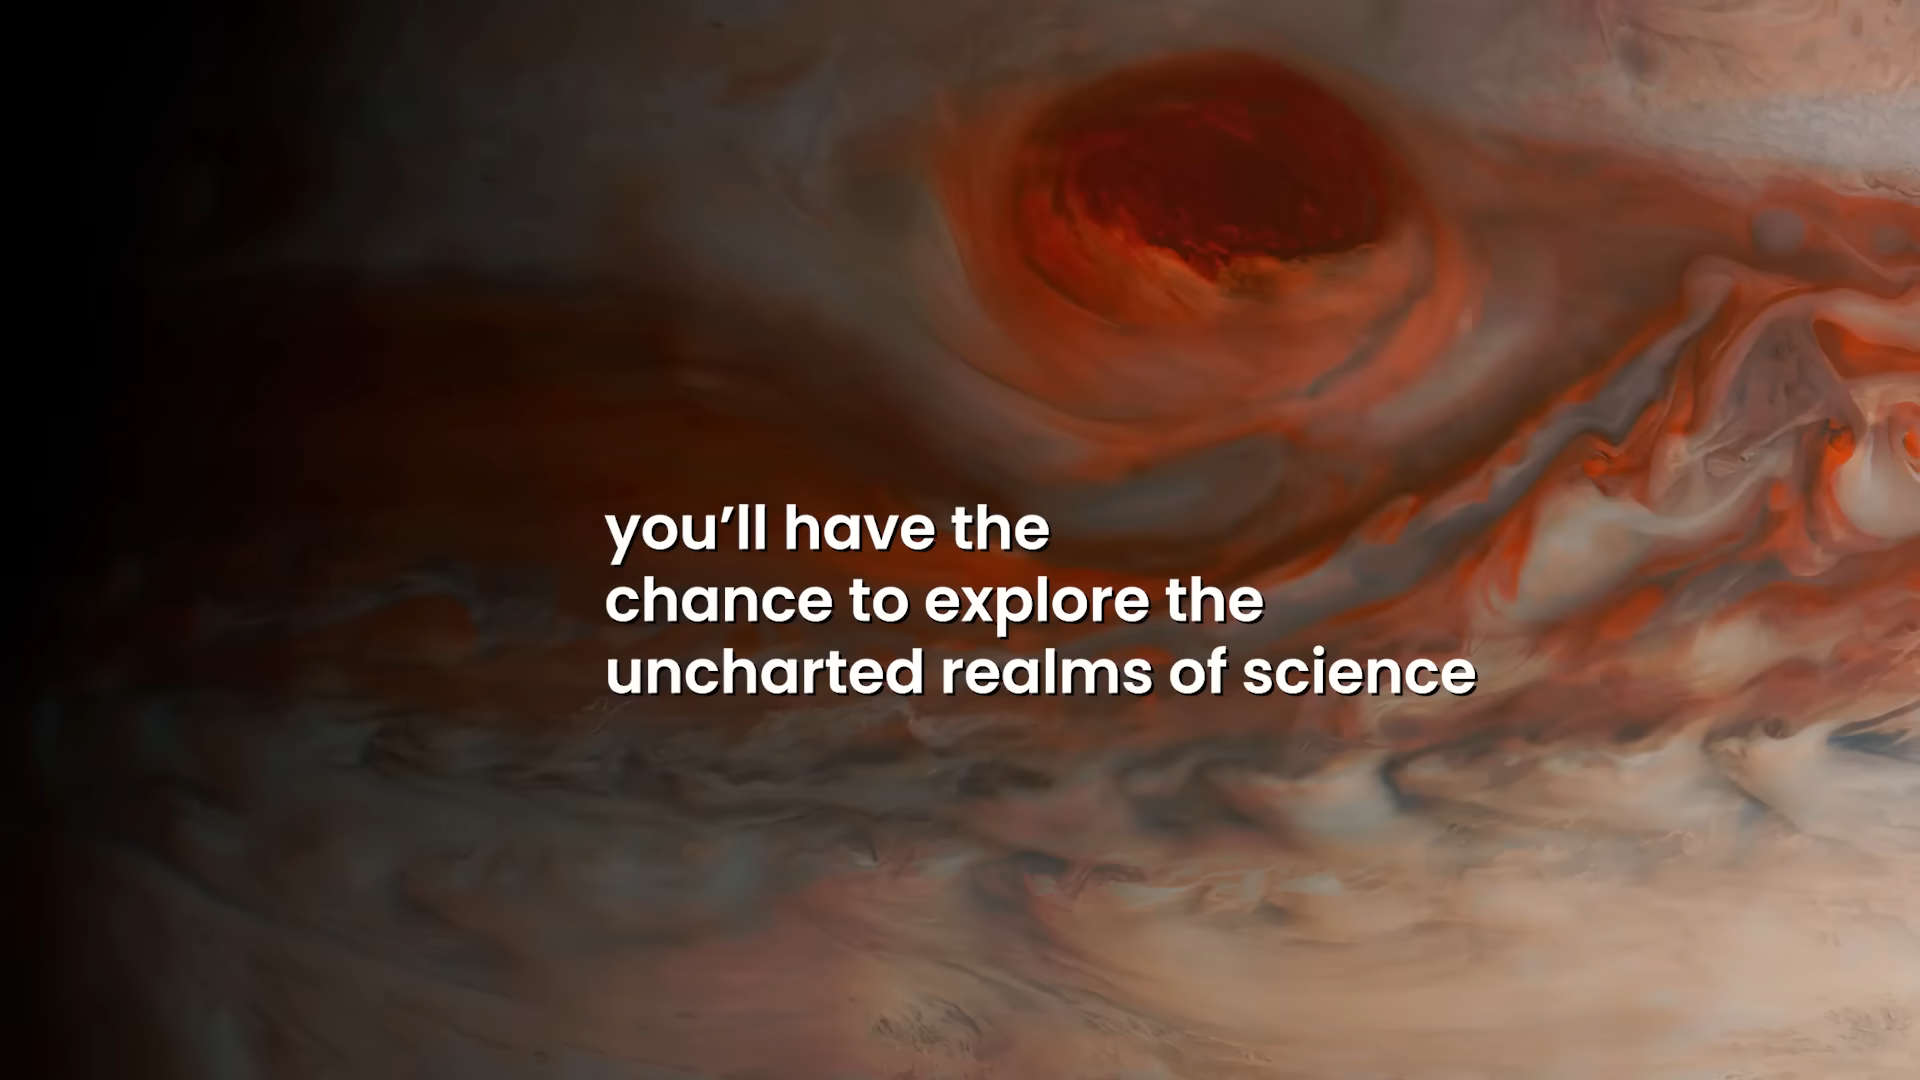 you’ll have the
chance to explore the
uncharted realms of science